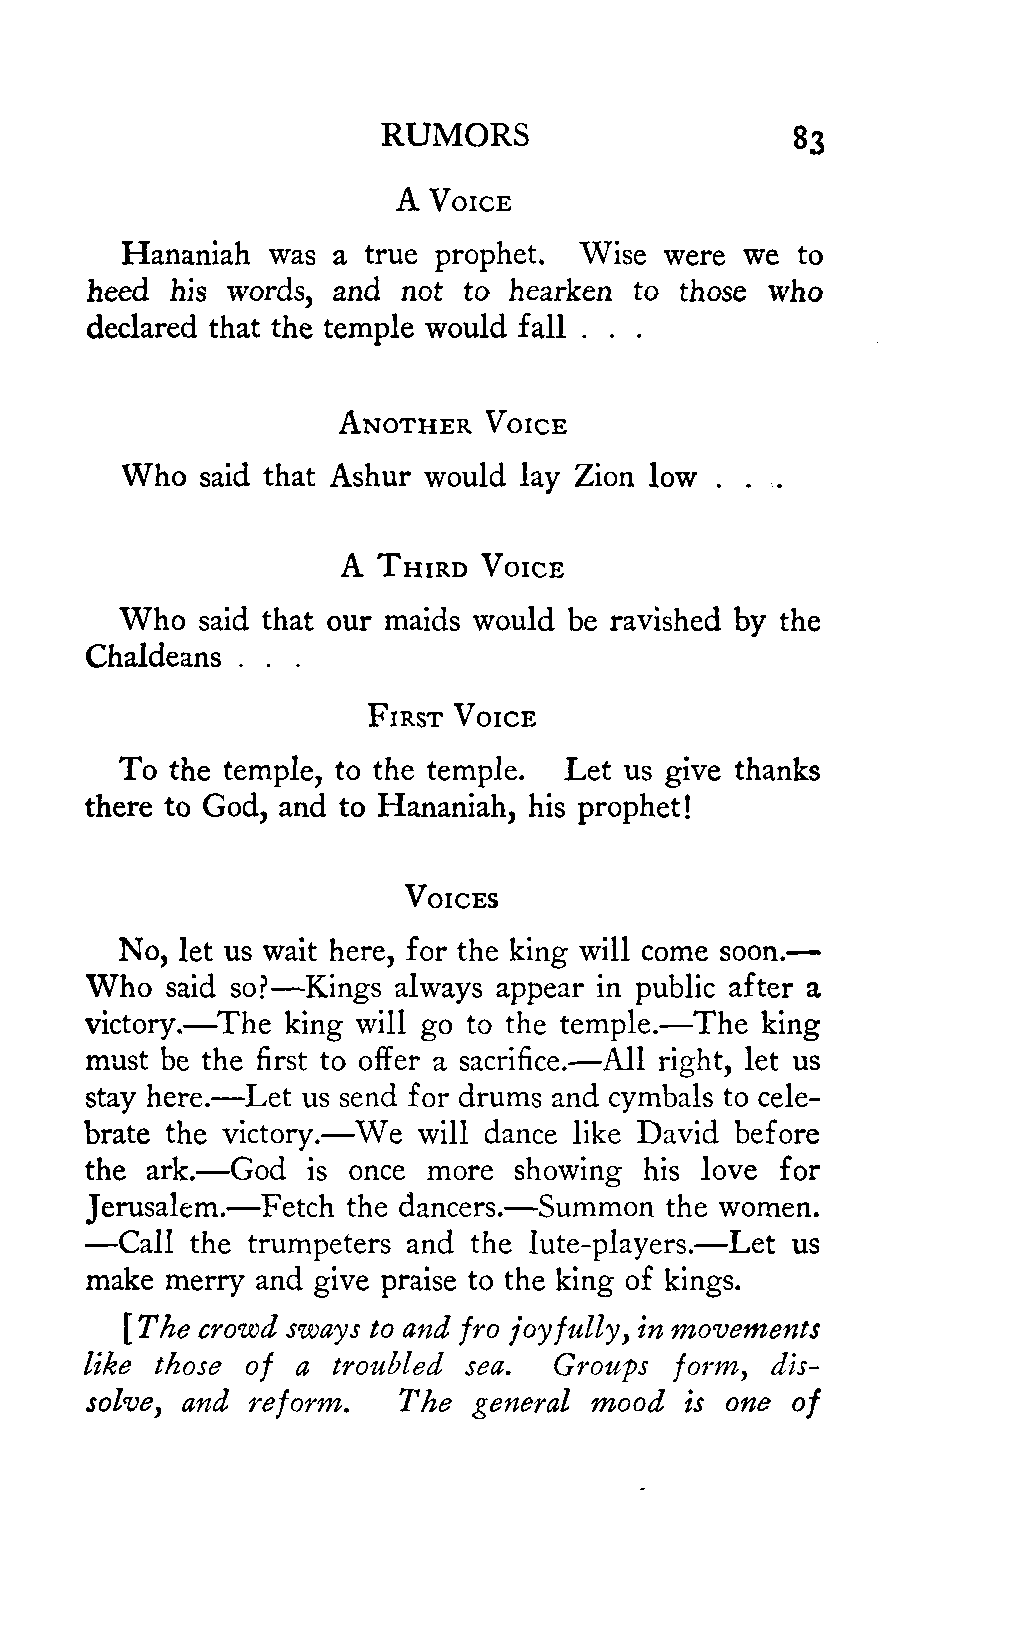 RUMORS 83
A VOICE
Hananiah was a true prophet. Wise were we to
heed his words, and not to hearken to those who
declared that the temple would fall . . .
ANOTHER VOICE
Who said that Ashur would lay Zion low . . .
A THIRD VOICE
Who said that our maids would be ravished by the
Chaldeans . . .
FIRST VOICE
To the temple, to the temple. Let us give thanks
there to God, and to Hananiah, his prophet!
VOICES
No, let us wait here, for the king will come soon.—
Who said so?—Kings always appear in public after a
victory.—The king will go to the temple.—The king
must be the first to offer a sacrifice.—All right, let us
stay here.—Let us send for drums and cymbals to cele-
brate the victory.—We will dance like David before
the ark.—God is once more showing his love for
Jerusalem.—Fetch the dancers.—Summon the women.
—Call the trumpeters and the lute-players.—Let us
make merry and give praise to the king of kings.
[The crowd sways to and fro joyfully, in movements
like those of a troubled sea. Groups form, dis-
solve, and reform. The general mood is one of